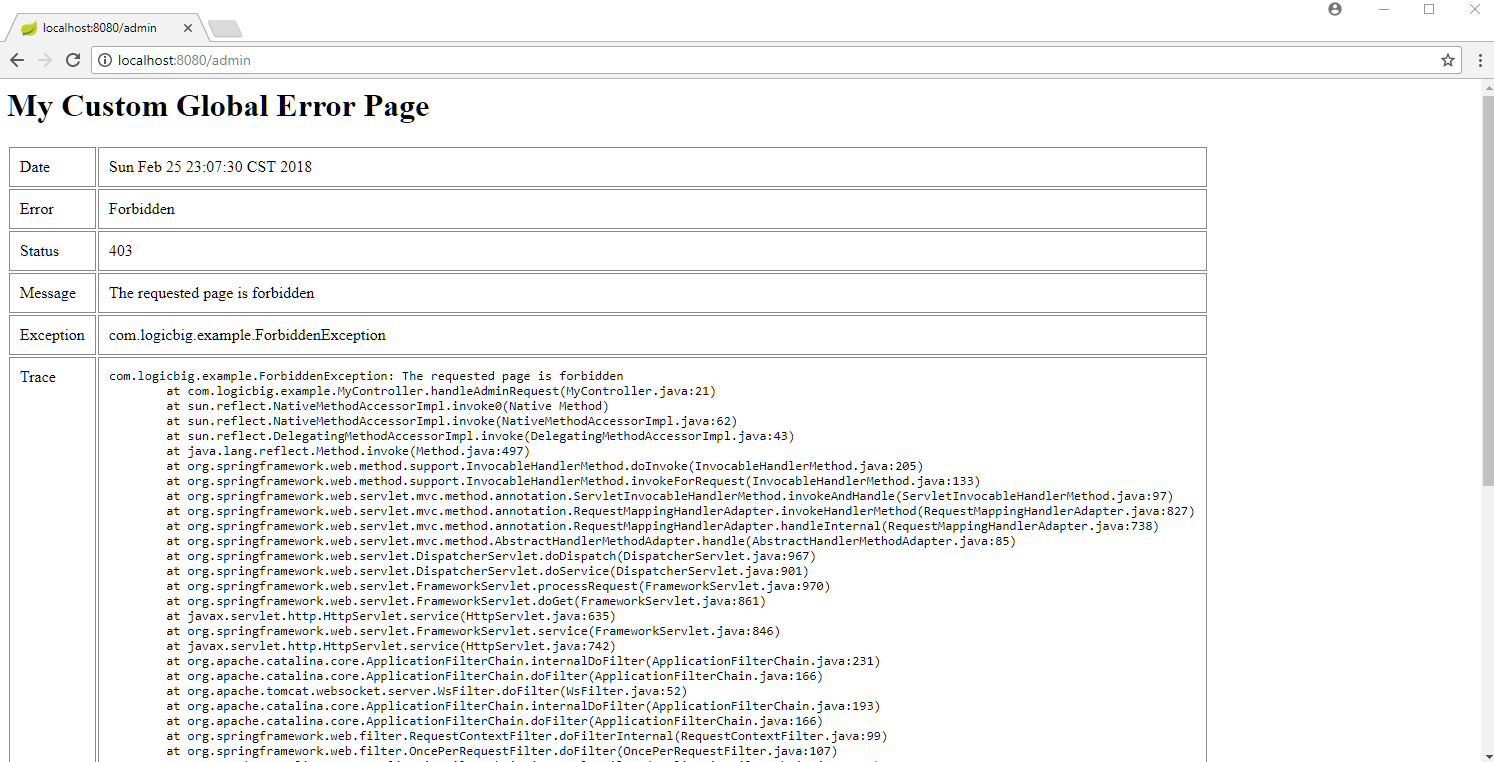 localhost:8080/admin
localhost:8080/admin
My Custom Global Error Page
Date Sun Feb 25 23:07:30 CST 2018
Error Forbidden
Status 403
Message The requested page is forbidden
Exception com.logicbig.example.ForbiddenException
Trace com.logicbig.example.ForbiddenException: The requested page is forbidden
at com.logicbig.example.MyController.handleAdminRequest(MyController.java:21)
at sun.reflect.NativeMethodAccessorImpl.invoke0(Native Method)
at sun.reflect.NativeMethodAccessorImpl.invoke(NativeMethodAccessorImpl.java:62)
at sun.reflect.DelegatingMethodAccessorImpl.invoke(DelegatingMethodAccessorImpl.java:43)
at java.lang.reflect.Method.invoke(Method.java:497)
at org.springframework.web.method.support.InvocableHandlerMethod.doInvoke(InvocableHandlerMethod.java:205)
at org.springframework.web.method.support.InvocableHandlerMethod.invokeForRequest(InvocableHandlerMethod.java:133)
at org.springframework.web.servlet.mvc.method.annotation.ServletInvocableHandlerMethod.invokeAndHandle(ServletInvocableHandlerMethod.java:97)
at org.springframework.web.servlet.mvc.method.annotation.RequestMappingHandlerAdapter.invokeHandlerMethod(RequestMappingHandlerAdapter.java:827)
at org.springframework.web.servlet.mvc.method.annotation.RequestMappingHandlerAdapter.handleInternal(RequestMappingHandlerAdapter.java:738)
at org.springframework.web.servlet.mvc.method.AbstractHandlerMethodAdapter.handle(AbstractHandlerMethodAdapter.java:85)
at org.springframework.web.servlet.DispatcherServlet.doDispatch(DispatcherServlet.java:967)
at org.springframework.web.servlet.DispatcherServlet.doService(DispatcherServlet.java:901)
at org.springframework.web.servlet.FrameworkServlet.processRequest(FrameworkServlet.java:970)
at org.springframework.web.servlet.FrameworkServlet.doGet(FrameworkServlet.java:861)
at javax.servlet.http.HttpServlet.service(HttpServlet.java:635)
at org.springframework.web.servlet.FrameworkServlet.service(FrameworkServlet.java:846)
at javax.servlet.http.HttpServlet.service(HttpServlet.java:742)
at org.apache.catalina.core.ApplicationFilterChain.internalDoFilter(ApplicationFilterChain.java:231)
at org.apache.catalina.core.ApplicationFilterChain.doFilter(ApplicationFilterChain.java:166)
at org.apache.tomcat.websocket.server.WsFilter.doFilter(WsFilter.java:52)
at org.apache.catalina.core.ApplicationFilterChain.internalDoFilter(ApplicationFilterChain.java:193)
at org.apache.catalina.core.ApplicationFilterChain.doFilter(ApplicationFilterChain.java:166)
at org.springframework.web.filter.RequestContextFilter.doFilterInternal(RequestContextFilter.java:99)
at org.springframework.web.filter.OncePerRequestFilter.doFilter(OncePerRequestFilter.java:107)